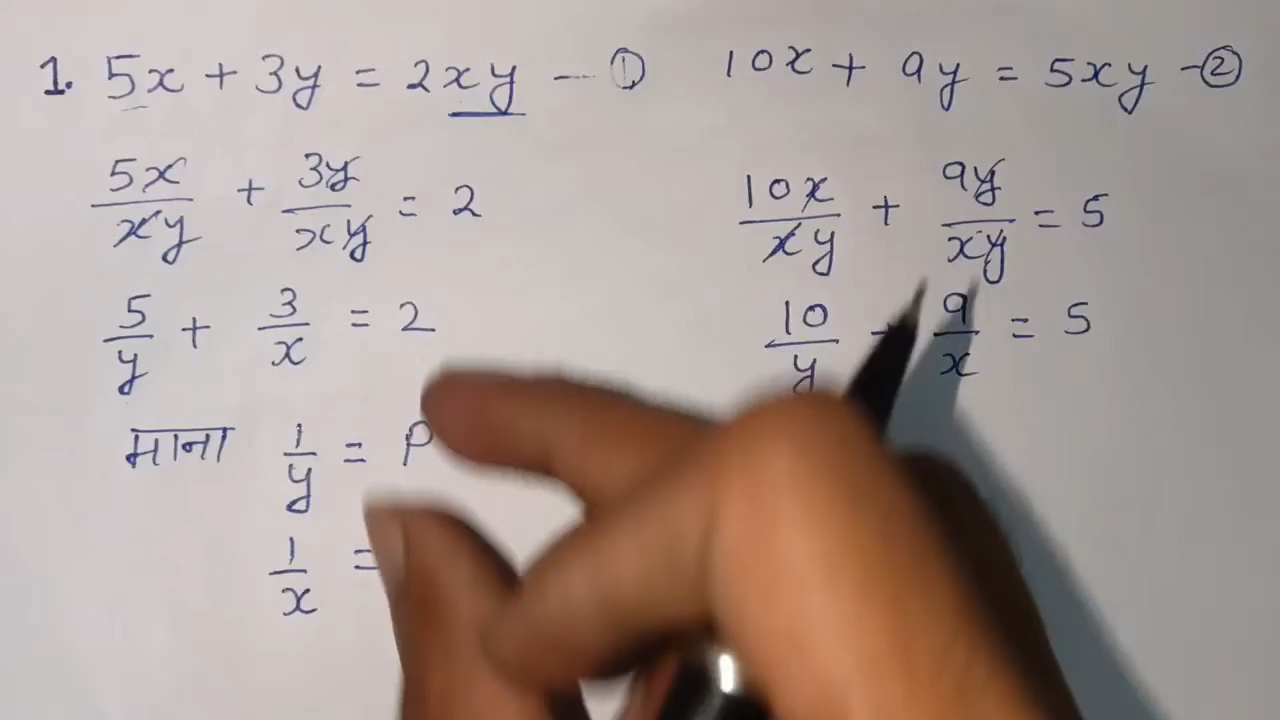 1. 5x + 3y = 2xy — ①
5x/xy + 3y/xy = 2
5/y + 3/x = 2
माना 1/y = P
1/x =
10x + 9y = 5xy — ②
10x/xy + 9y/xy = 5
10/y + 9/x = 5